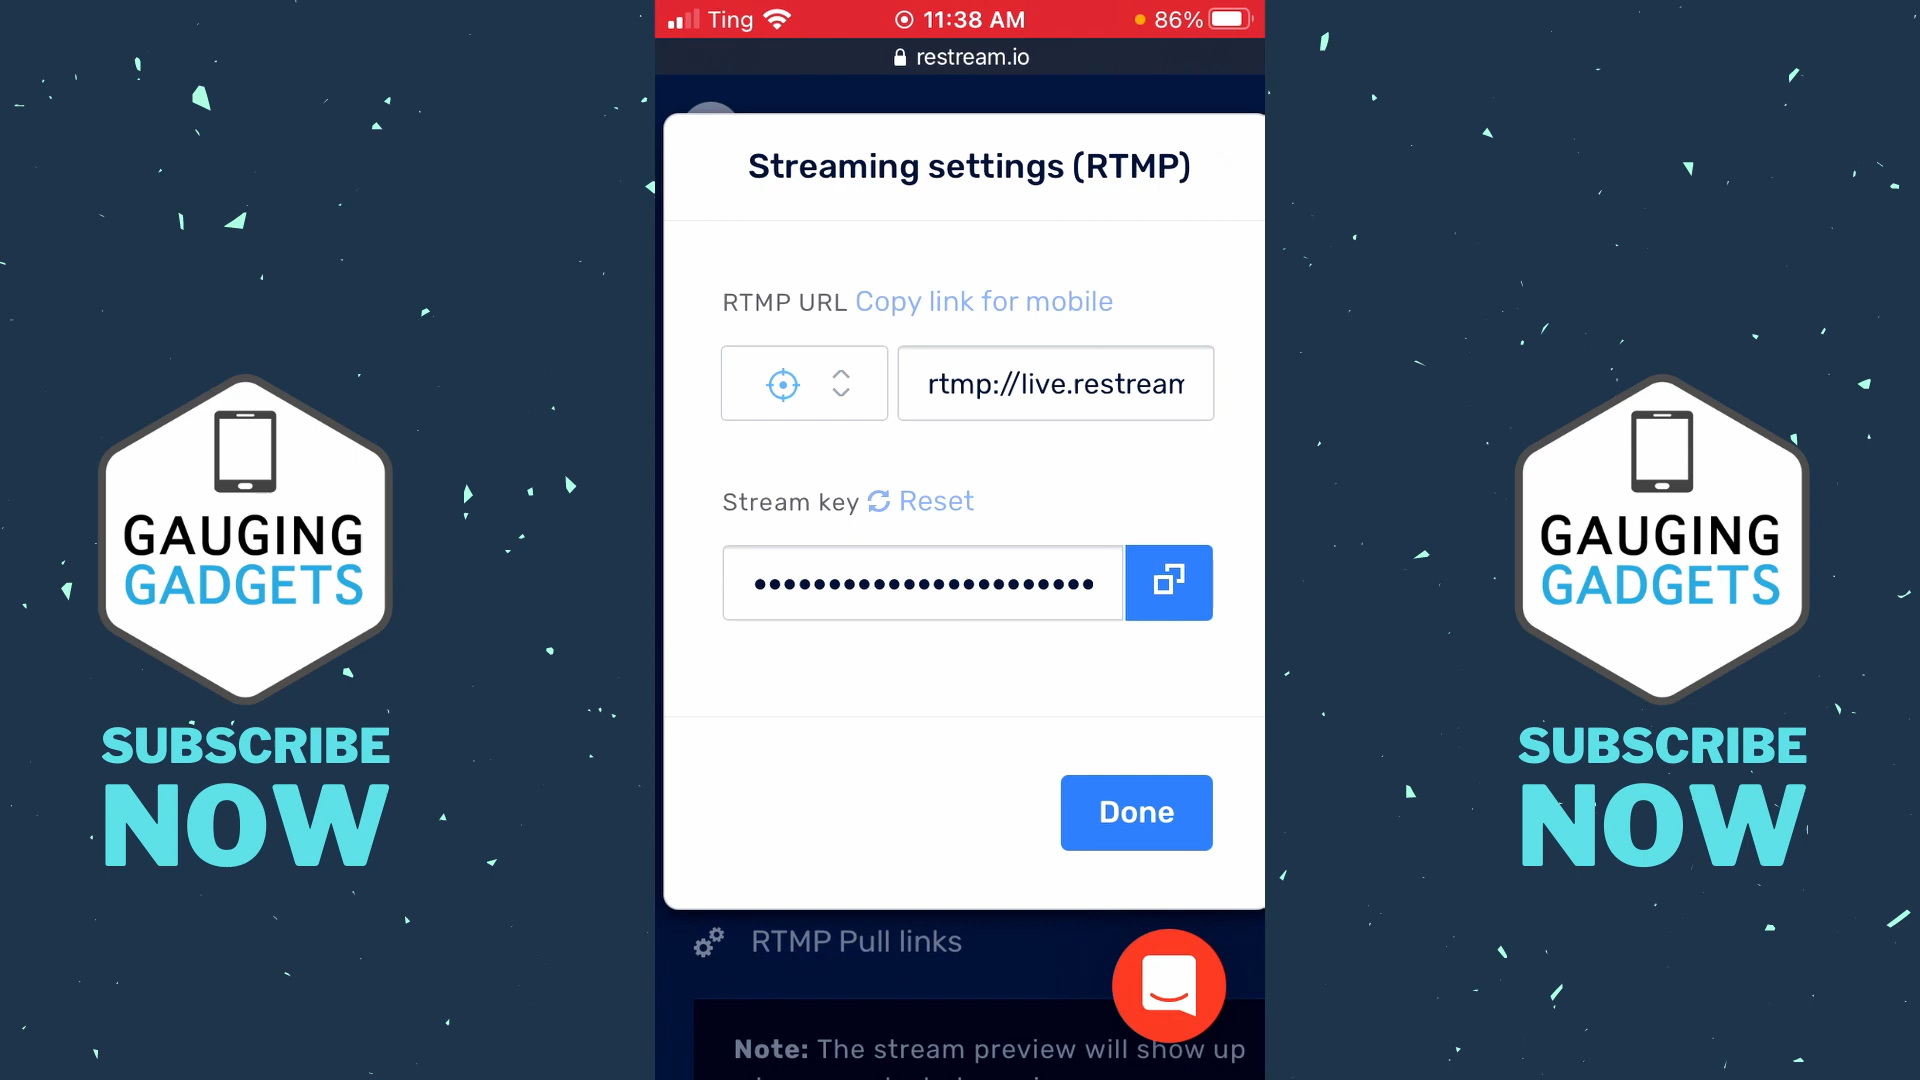 Ting 11:38 AM 86%
restream.io
Streaming settings (RTMP)
RTMP URL Copy link for mobile
rtmp://live.restream
Stream key Reset
Done
RTMP Pull links
Note: The stream preview will show up
GAUGING
GADGETS
SUBSCRIBE
NOW
GAUGING
GADGETS
SUBSCRIBE
NOW